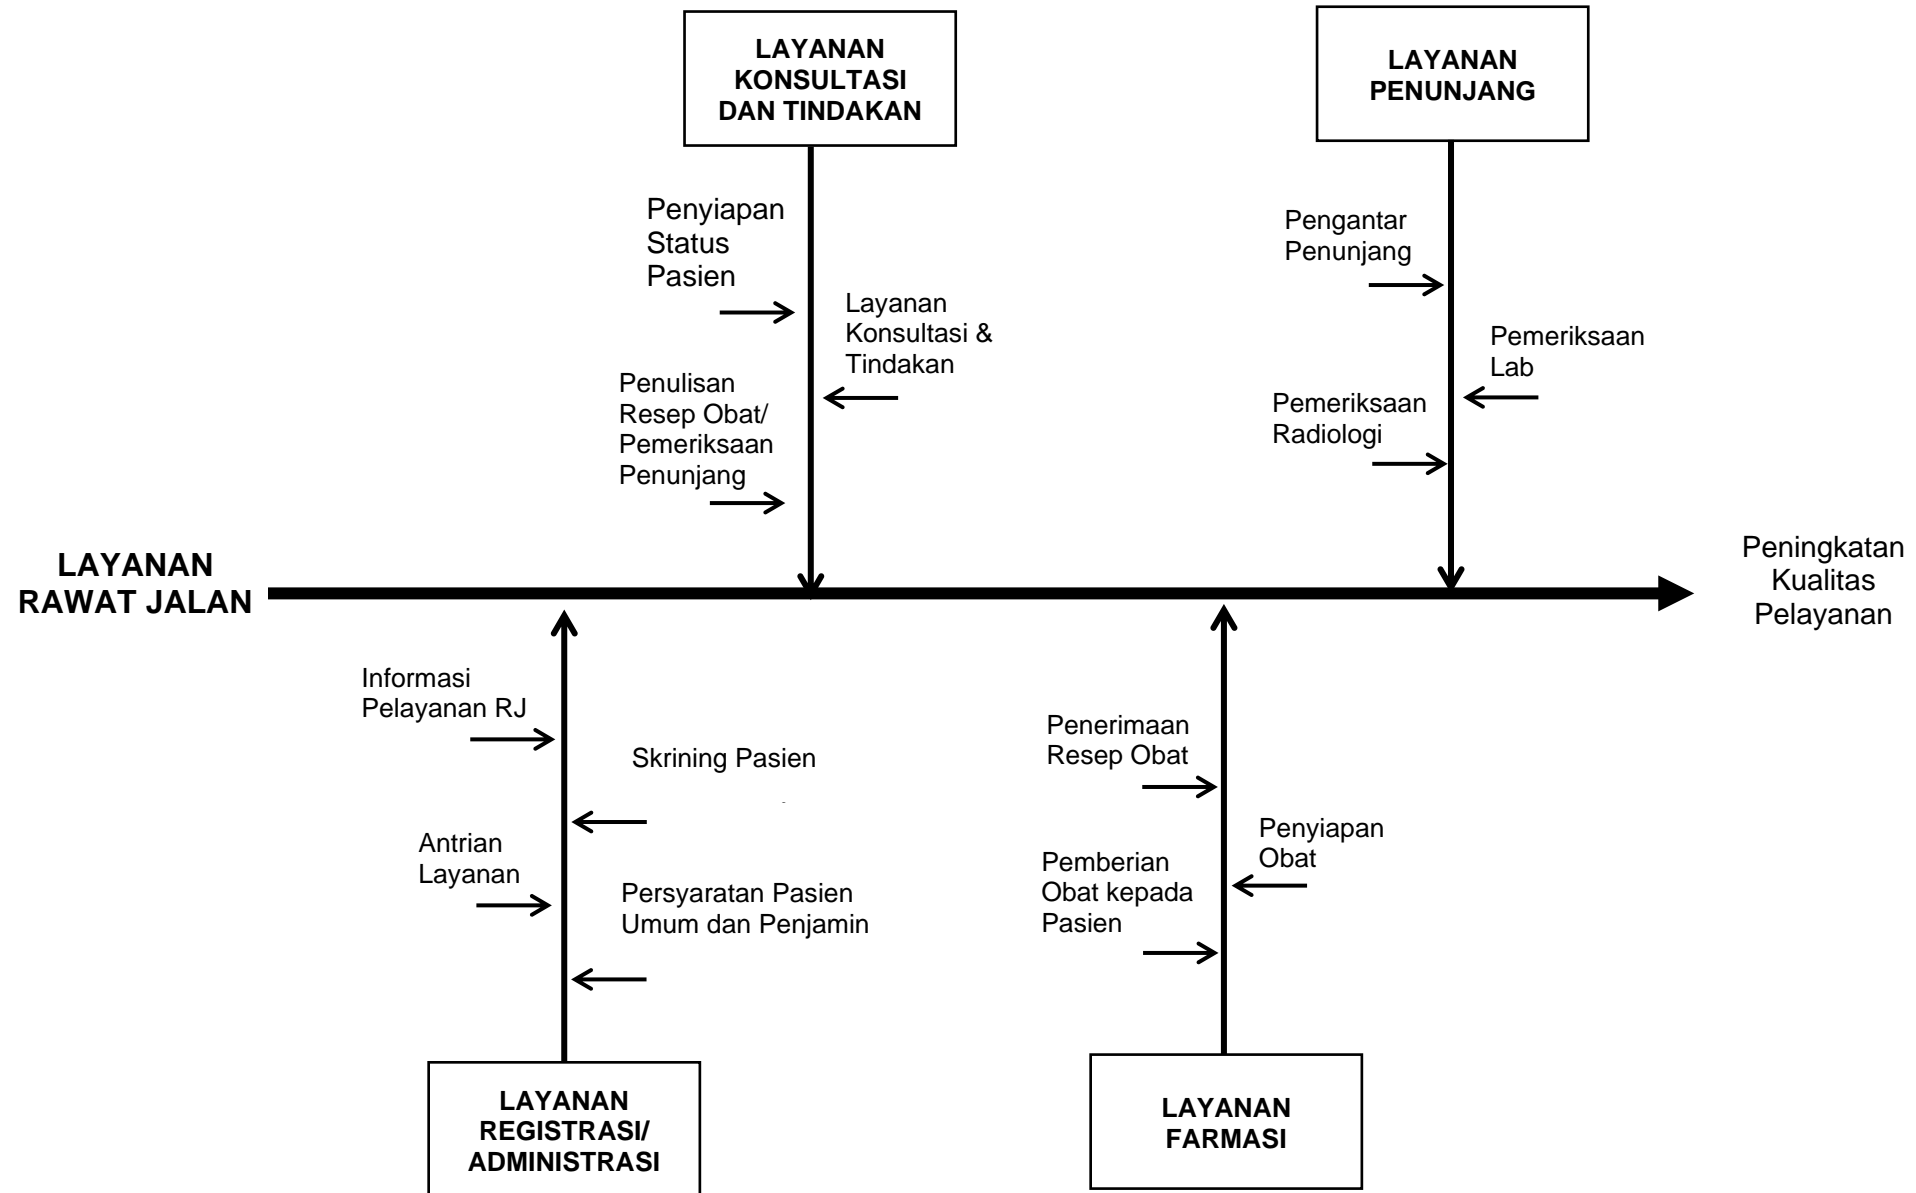 LAYANAN
KONSULTASI
DAN TINDAKAN
LAYANAN
PENUNJANG
Penyiapan
Status
Pasien
Layanan
Konsultasi &
Tindakan
Penulisan
Resep Obat/
Pemeriksaan
Penunjang
Pengantar
Penunjang
Pemeriksaan
Lab
Pemeriksaan
Radiologi
LAYANAN
RAWAT JALAN
Peningkatan
Kualitas
Pelayanan
Informasi
Pelayanan RJ
Skrining Pasien
Antrian
Layanan
Persyaratan Pasien
Umum dan Penjamin
Penerimaan
Resep Obat
Penyiapan
Obat
Pemberian
Obat kepada
Pasien
LAYANAN
REGISTRASI/
ADMINISTRASI
LAYANAN
FARMASI